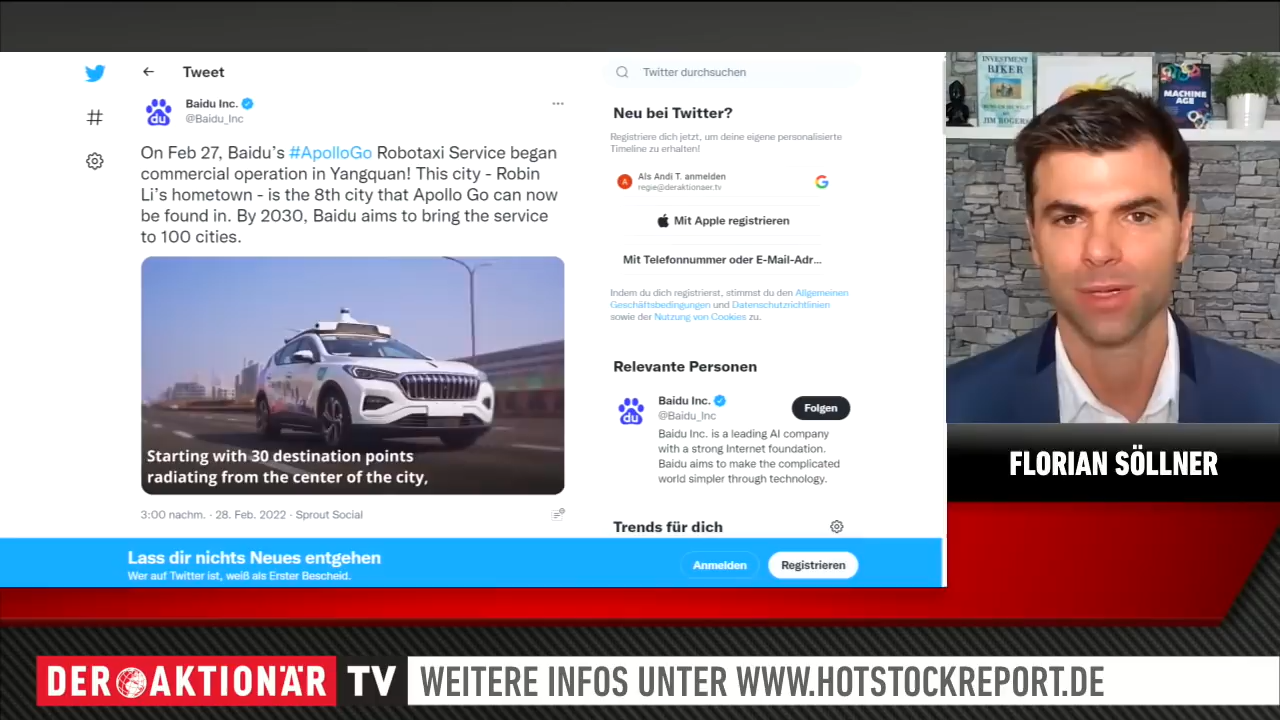 Tweet
Baidu Inc.
@Baidu_Inc
On Feb 27, Baidu's #ApolloGo Robotaxi Service began
commercial operation in Yangquan! This city - Robin
Li's hometown - is the 8th city that Apollo Go can now
be found in. By 2030, Baidu aims to bring the service
to 100 cities.
du
Starting with 30 destination points
radiating from the center of the city,
3:00 nachm. · 28. Feb. 2022 · Sprout Social
Twitter durchsuchen
Neu bei Twitter?
Registriere dich jetzt, um deine eigene personalisierte
Timeline zu erhalten!
A
Als Andi T. anmelden
regie@deraktionaer.tv
Mit Apple registrieren
Mit Telefonnummer oder E-Mail-Adr...
Indem du dich registrierst, stimmst du den Allgemeinen
Geschäftsbedingungen und Datenschutzrichtlinien
sowie der Nutzung von Cookies zu.
Relevante Personen
Baidu Inc.
@Baidu_Inc
Folgen
du
Baidu Inc. is a leading AI company
with a strong Internet foundation.
Baidu aims to make the complicated
world simpler through technology.
Trends für dich
Lass dir nichts Neues entgehen
Wer auf Twitter ist, weiß als Erster Bescheid.
Anmelden
Registrieren
INVESTMENT
BIKER
JIM ROGERS
MACHINE
AGE
FLORIAN SÖLLNER
DER AKTIONÄR TV
WEITERE INFOS UNTER WWW.HOTSTOCKREPORT.DE